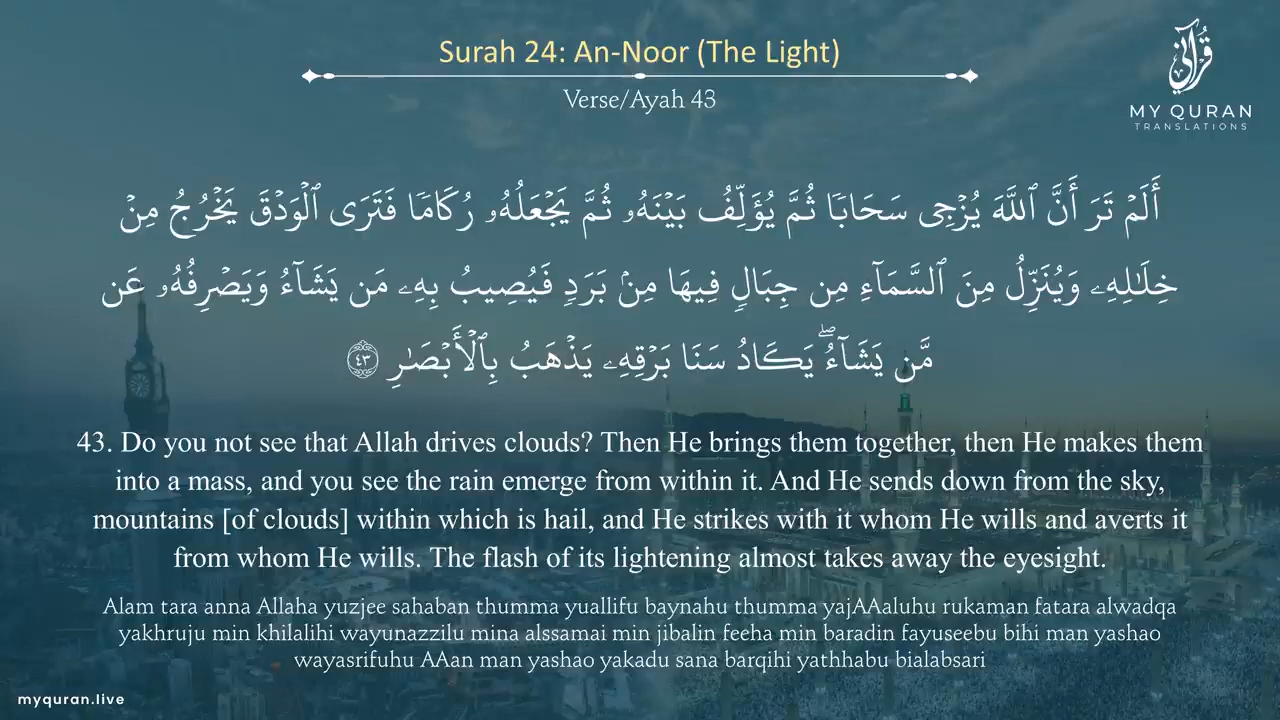 Surah 24: An-Noor (The Light)
Verse/Ayah 43
قرآني
MY QURAN
TRANSLATIONS
أَلَمْ تَرَ أَنَّ ٱللَّهَ يُزْجِى سَحَابًا ثُمَّ يُؤَلِّفُ بَيْنَهُۥ ثُمَّ يَجْعَلُهُۥ رُكَامًا فَتَرَى ٱلْوَدْقَ يَخْرُجُ مِنْ
خِلَـٰلِهِۦ وَيُنَزِّلُ مِنَ ٱلسَّمَآءِ مِن جِبَالٍ فِيهَا مِنۢ بَرَدٍ فَيُصِيبُ بِهِۦ مَن يَشَآءُ وَيَصْرِفُهُۥ عَن
مَّن يَشَآءُ ۖ يَكَادُ سَنَا بَرْقِهِۦ يَذْهَبُ بِٱلْأَبْصَـٰرِ ٤٣
43. Do you not see that Allah drives clouds? Then He brings them together, then He makes them
into a mass, and you see the rain emerge from within it. And He sends down from the sky,
mountains [of clouds] within which is hail, and He strikes with it whom He wills and averts it
from whom He wills. The flash of its lightening almost takes away the eyesight.
Alam tara anna Allaha yuzjee sahaban thumma yuallifu baynahu thumma yajAAaluhu rukaman fatara alwadqa
yakhruju min khilalihi wayunazzilu mina alssamai min jibalin feeha min baradin fayuseebu bihi man yashao
wayasrifuhu AAan man yashao yakadu sana barqihi yathhabu bialabsari
myquran.live